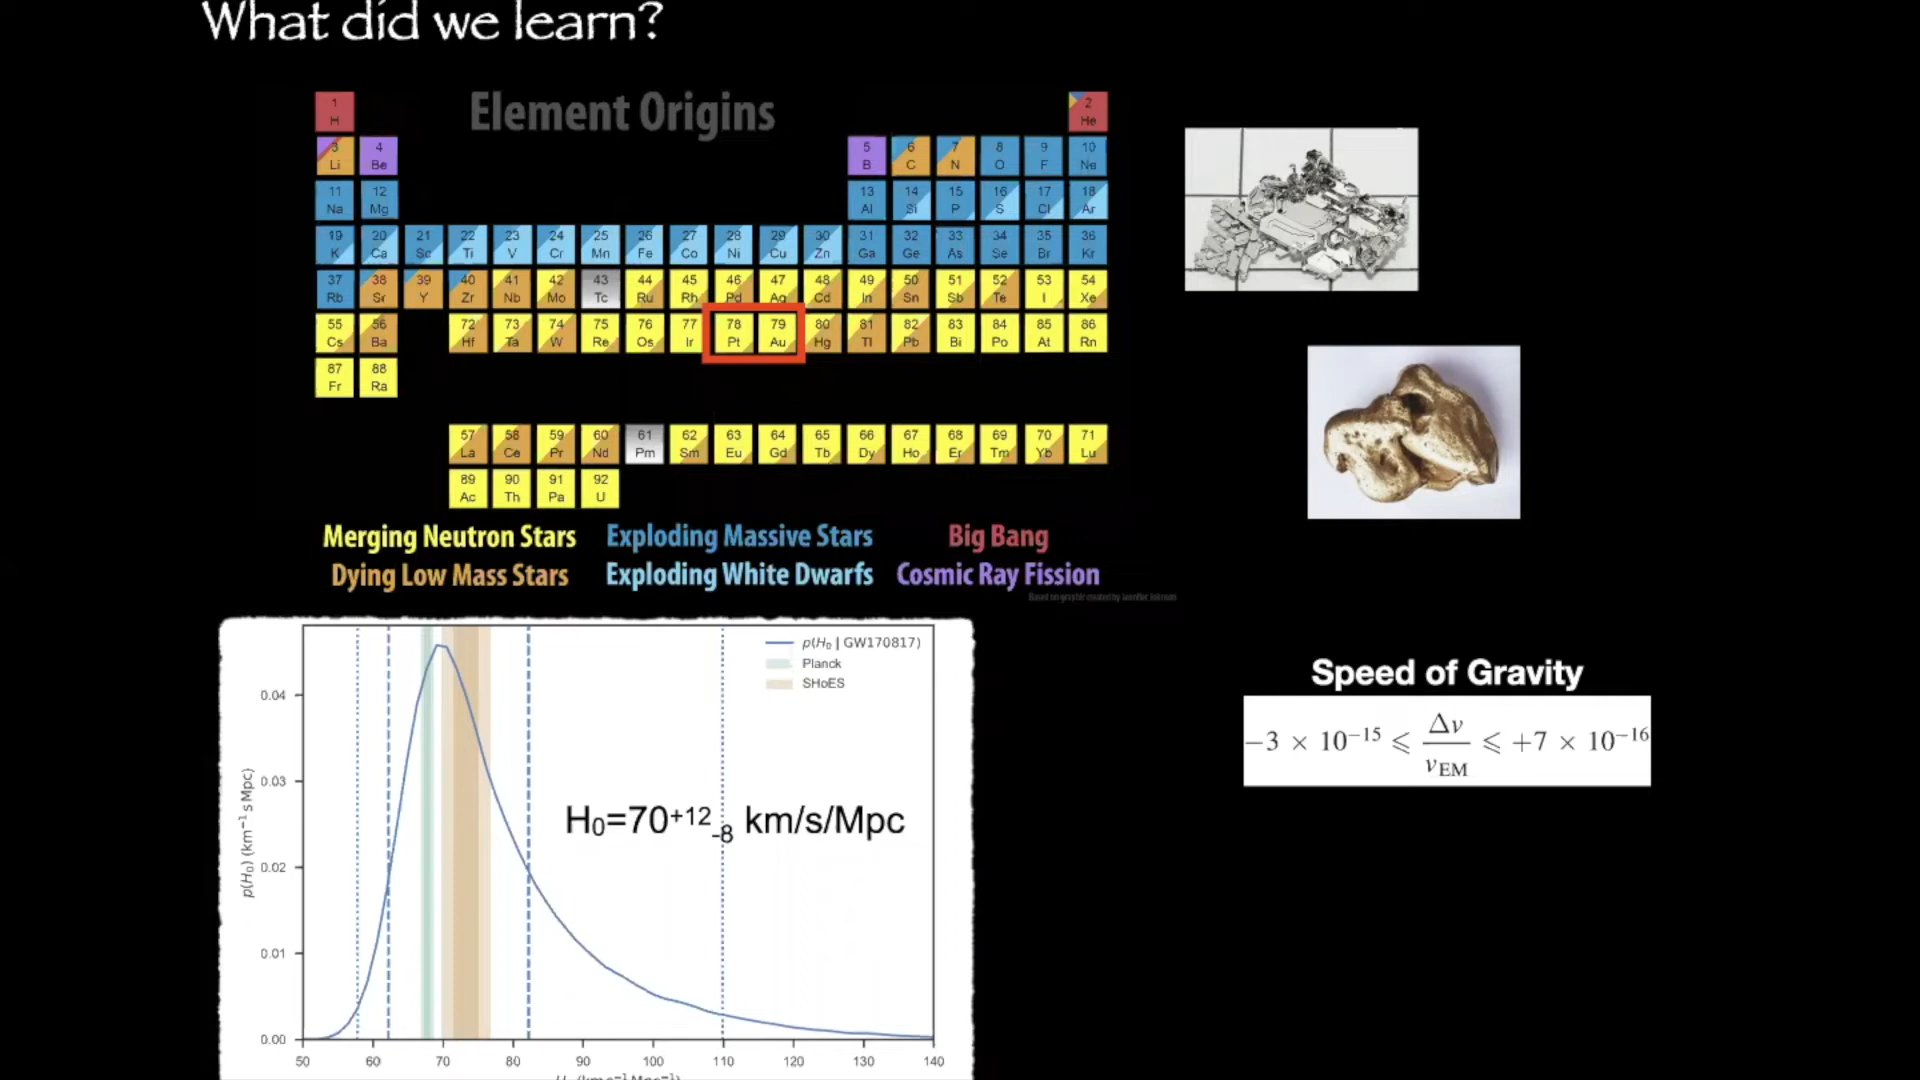 What did we learn?
Element Origins
1 2
H He
3 4 5 6 7 8 9 10
Li Be B C N O F Ne
11 12 13 14 15 16 17 18
Na Mg Al Si P S Cl Ar
19 20 21 22 23 24 25 26 27 28 29 30 31 32 33 34 35 36
K Ca Sc Ti V Cr Mn Fe Co Ni Cu Zn Ga Ge As Se Br Kr
37 38 39 40 41 42 43 44 45 46 47 48 49 50 51 52 53 54
Rb Sr Y Zr Nb Mo Tc Ru Rh Pd Ag Cd In Sn Sb Te I Xe
55 56 72 73 74 75 76 77 78 79 80 81 82 83 84 85 86
Cs Ba Hf Ta W Re Os Ir Pt Au Hg Tl Pb Bi Po At Rn
87 88
Fr Ra
57 58 59 60 61 62 63 64 65 66 67 68 69 70 71
La Ce Pr Nd Pm Sm Eu Gd Tb Dy Ho Er Tm Yb Lu
89 90 91 92
Ac Th Pa U
Merging Neutron Stars Exploding Massive Stars Big Bang
Dying Low Mass Stars Exploding White Dwarfs Cosmic Ray Fission
Based on graphic created by Jennifer Johnson
p(H₀ | GW170817)
Planck
SHoES
0.04
0.03
0.02
0.01
0.00
p(H₀) (km⁻¹ s Mpc)
H₀=70⁺¹²₋₈ km/s/Mpc
50 60 70 80 90 100 110 120 130 140
Speed of Gravity
−3 × 10⁻¹⁵ ⩽ Δv / v_EM ⩽ +7 × 10⁻¹⁶